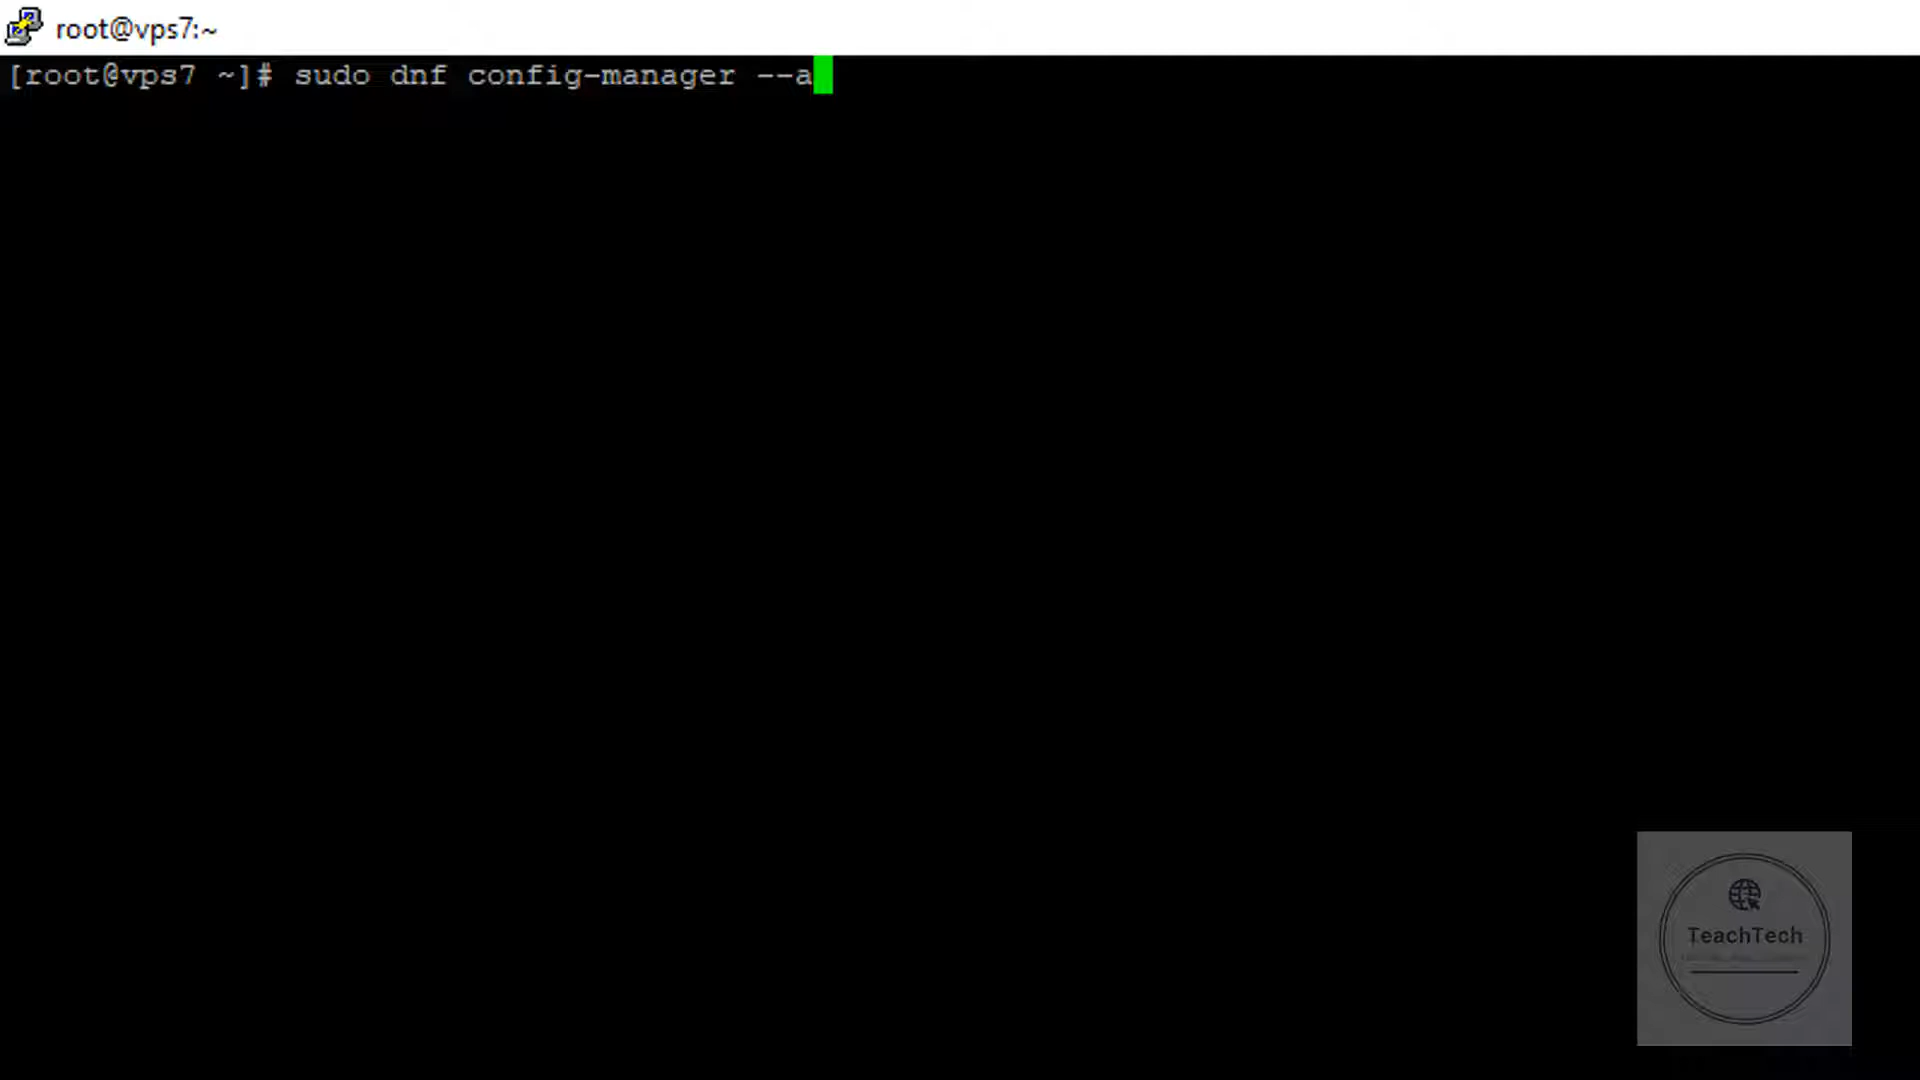 root@vps7:~
[root@vps7 ~]# sudo dnf config-manager --a
TeachTech